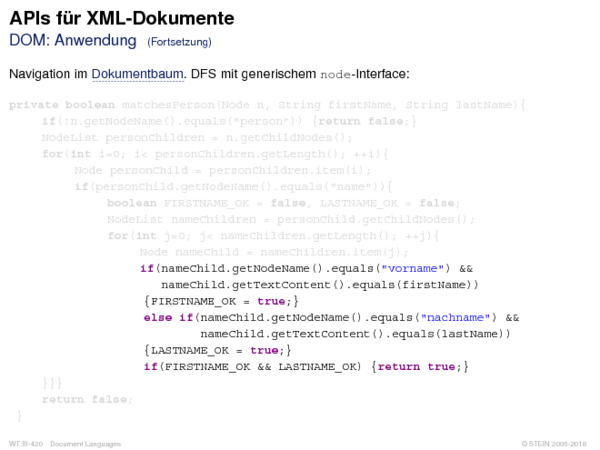 APIs für XML-Dokumente
DOM: Anwendung (Fortsetzung)
Navigation im Dokumentbaum. DFS mit generischem node-Interface:
private boolean matchesPerson(Node n, String firstName, String lastName){
if(!n.getNodeName().equals("person")) {return false;}
NodeList personChildren = n.getChildNodes();
for(int i=0; i< personChildren.getLength(); ++i){
Node personChild = personChildren.item(i);
if(personChild.getNodeName().equals("name")){
boolean FIRSTNAME_OK = false, LASTNAME_OK = false;
NodeList nameChildren = personChild.getChildNodes();
for(int j=0; j< nameChildren.getLength(); ++j){
Node nameChild = nameChildren.item(j);
if(nameChild.getNodeName().equals("vorname") &&
nameChild.getTextContent().equals(firstName))
{FIRSTNAME_OK = true;}
else if(nameChild.getNodeName().equals("nachname") &&
nameChild.getTextContent().equals(lastName))
{LASTNAME_OK = true;}
if(FIRSTNAME_OK && LASTNAME_OK) {return true;}
}}}
return false;
}
WT:III-420 Document Languages © STEIN 2005-2018